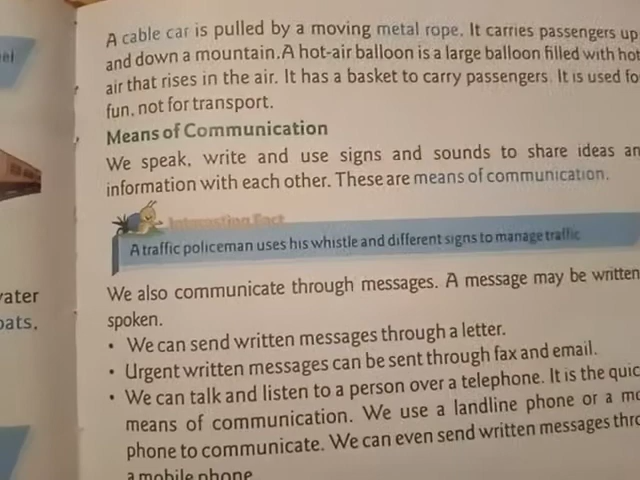 A cable car is pulled by a moving metal rope. It carries passengers up
and down a mountain.A hot-air balloon is a large balloon filled with hot
air that rises in the air. It has a basket to carry passengers. It is used
fun, not for transport.
Means of Communication
We speak, write and use signs and sounds to share ideas
information with each other. These are means of communication.
Interesting Fact
A traffic policeman uses his whistle and different signs to manage traffic
We also communicate through messages. A message may be written
spoken.
• We can send written messages through a letter.
• Urgent written messages can be sent through fax and email.
• We can talk and listen to a person over a telephone. It is the
means of communication. We use a landline phone or a
phone to communicate. We can even send written messages
a mobile phone